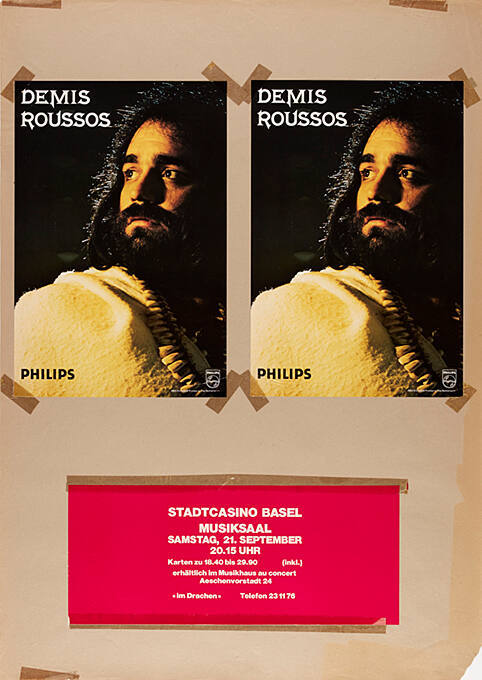 DEMIS
ROUSSOS
PHILIPS
DEMIS
ROUSSOS
PHILIPS
STADTCASINO BASEL
MUSIKSAAL
SAMSTAG, 21. SEPTEMBER
20.15 UHR
Karten zu 18.40 bis 29.90 (inkl.)
erhältlich im Musikhaus au concert
Aeschenvorstadt 24
«im Drachen» Telefon 23 11 76